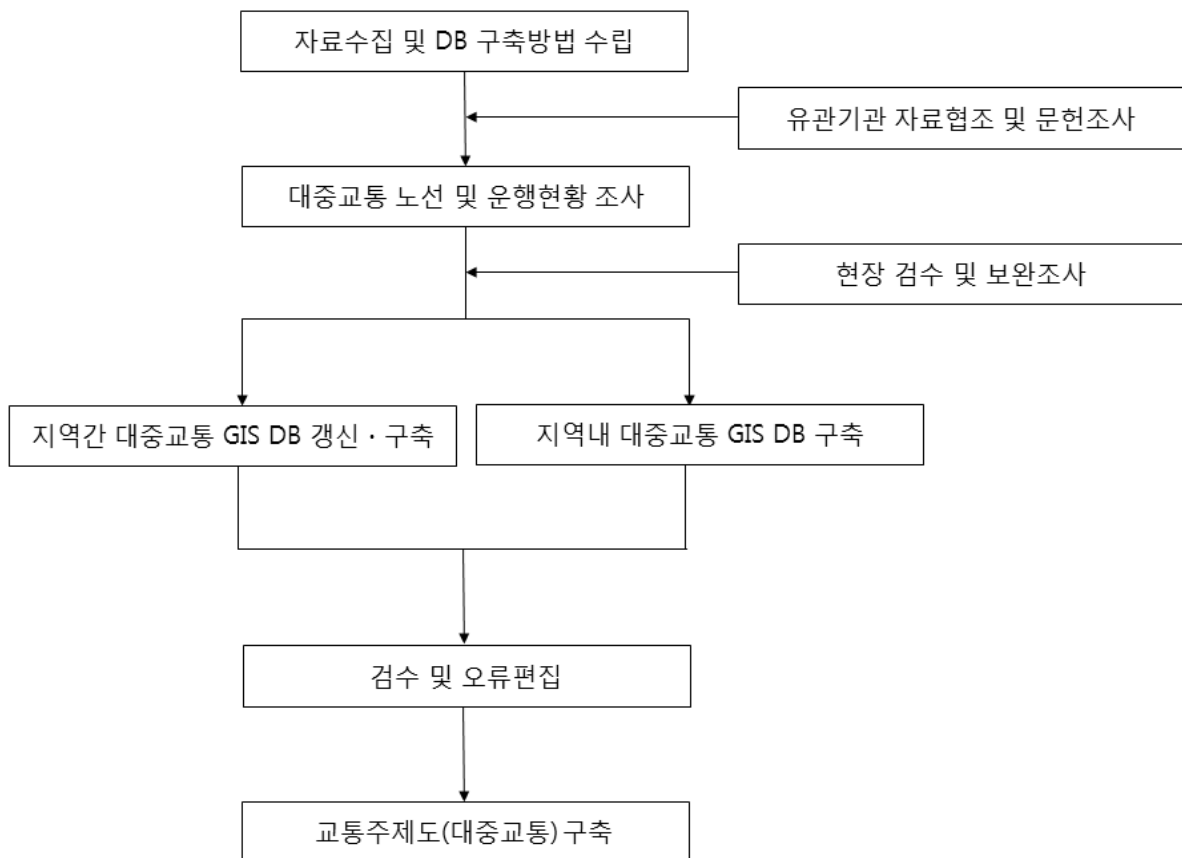 자료수집 및 DB 구축방법 수립
유관기관 자료협조 및 문헌조사
대중교통 노선 및 운행현황 조사
현장 검수 및 보완조사
지역간 대중교통 GIS DB 갱신 · 구축
지역내 대중교통 GIS DB 구축
검수 및 오류편집
교통주제도(대중교통) 구축